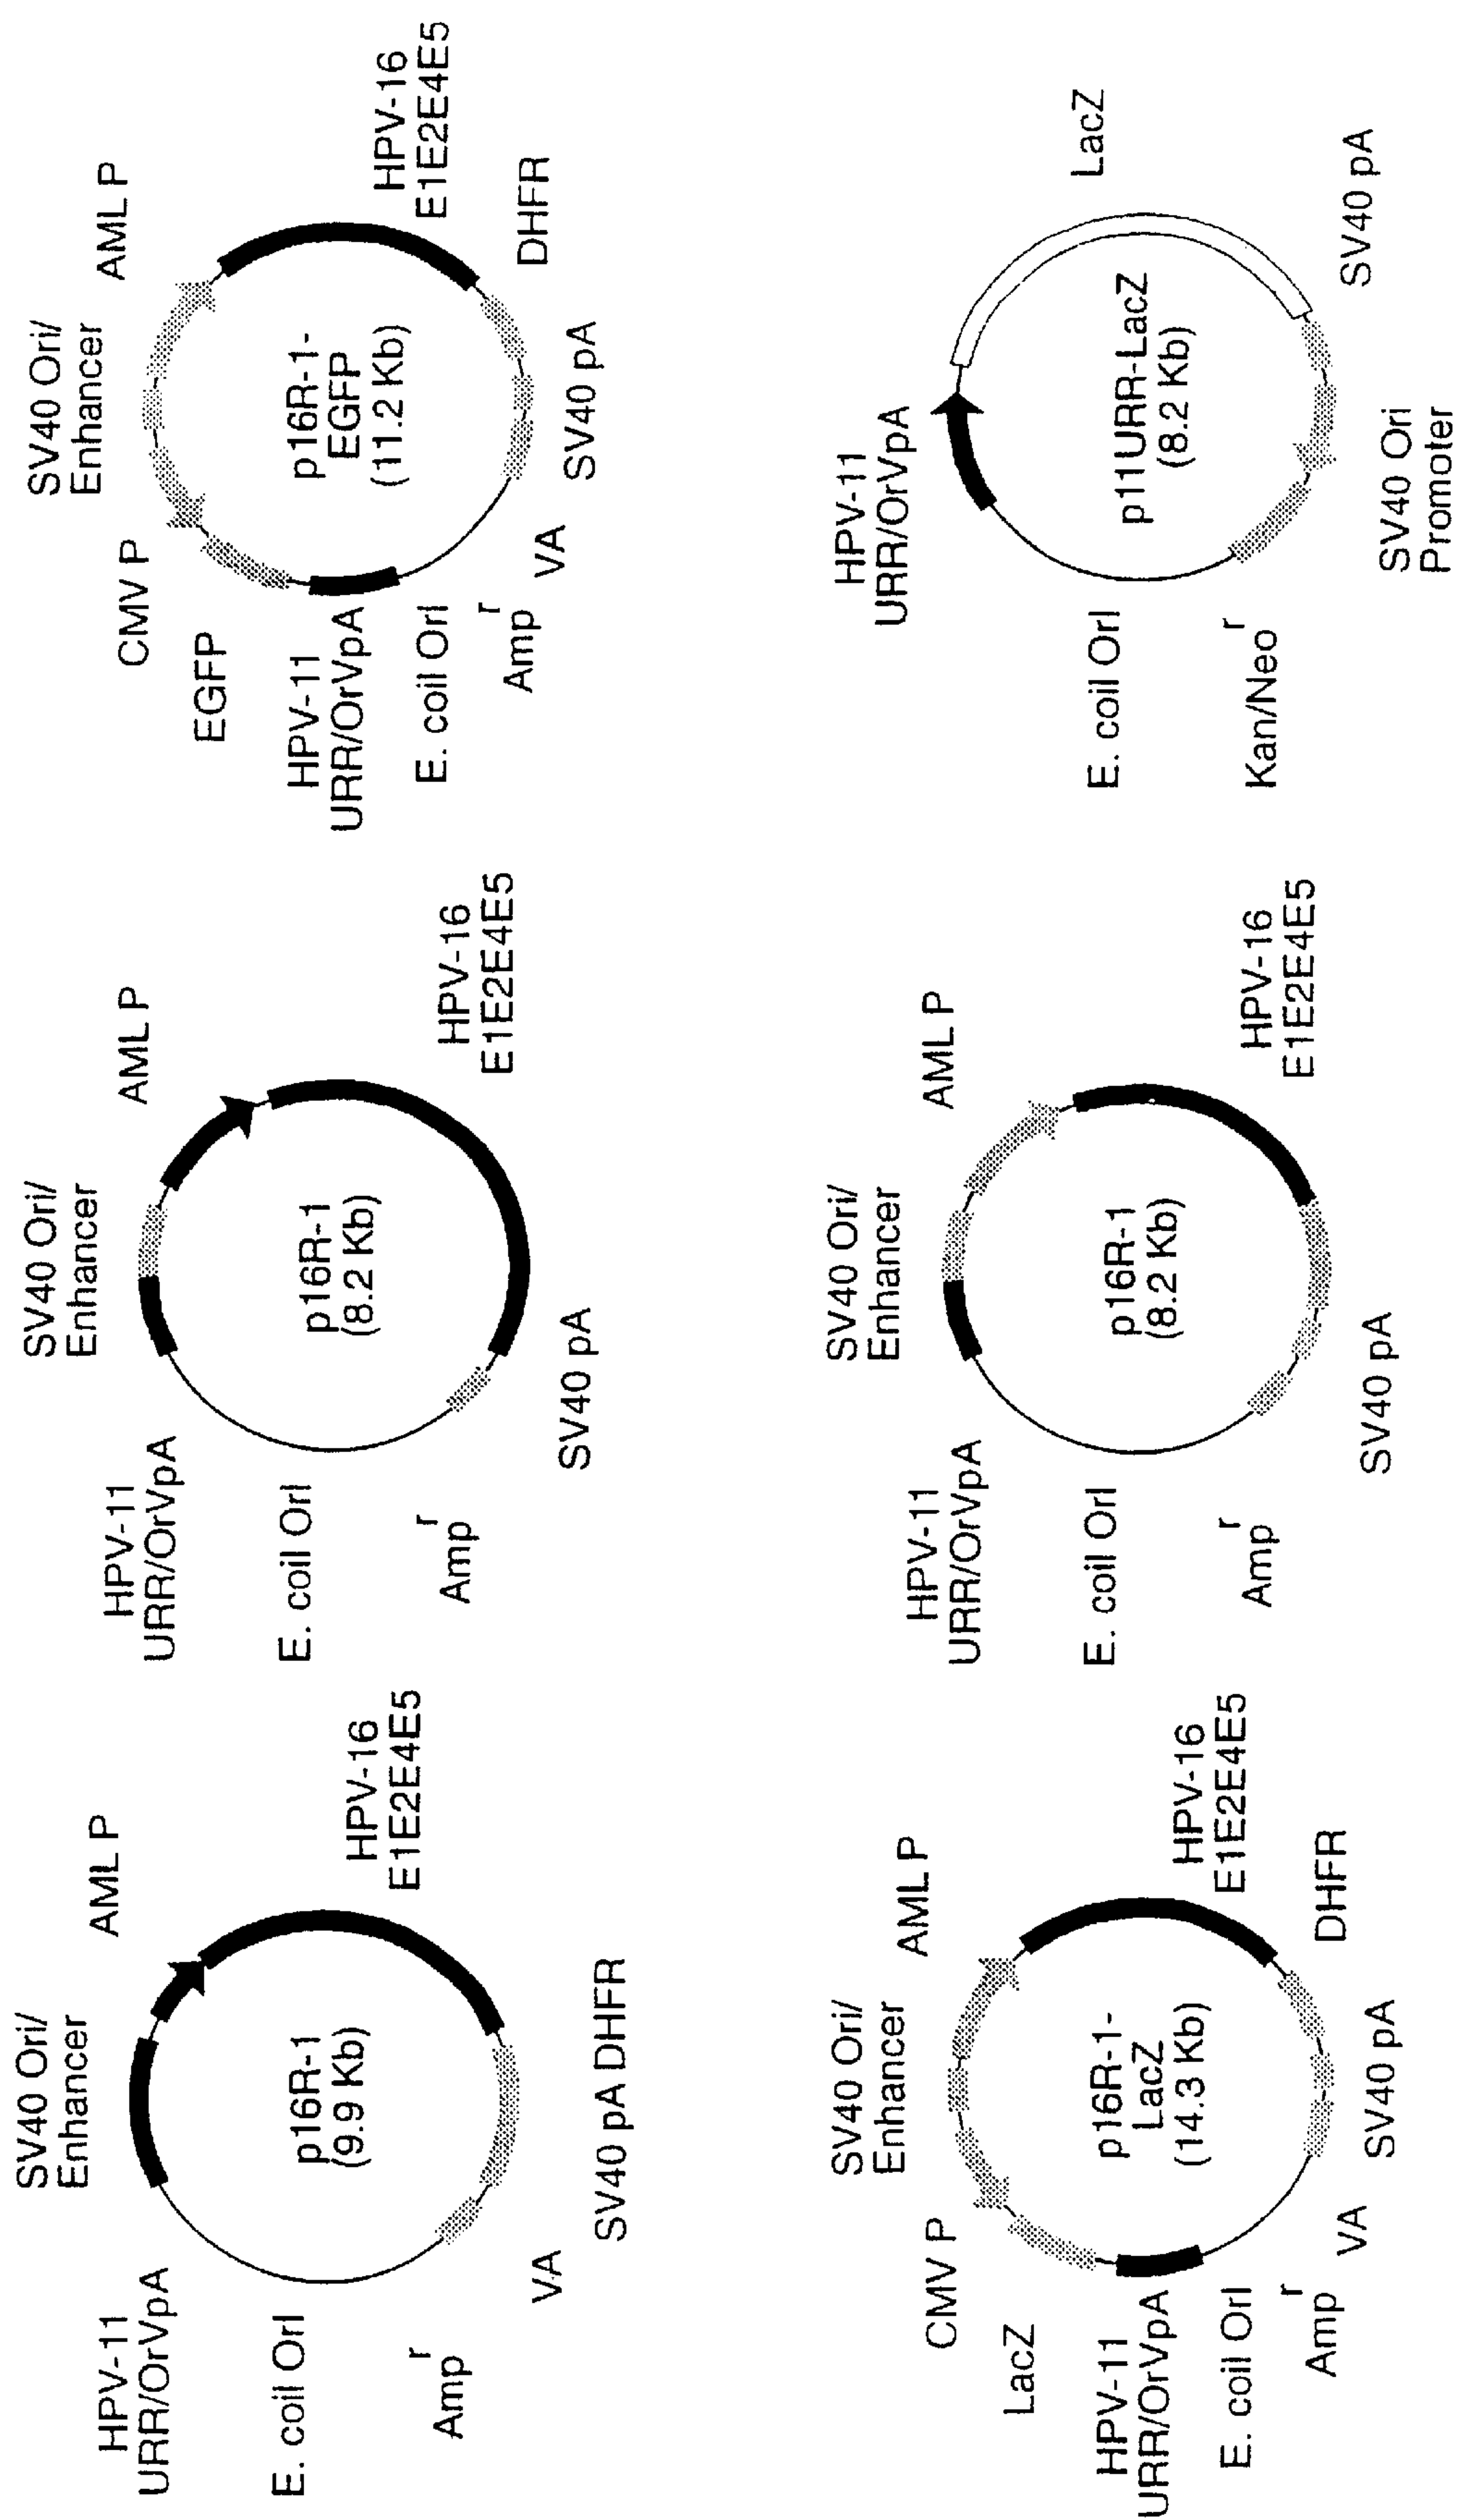 SV40 Ori/
Enhancer
AML P
HPV-11
URR/OrVpA
p16R-1
(9.9 Kb)
HPV-16
E1E2E4E5
E. coil OrI
Amp r
VA
SV40 pA DHFR
SV40 Ori/
Enhancer
AML P
HPV-11
URR/OrVpA
p16R-1
(8.2 Kb)
HPV-16
E1E2E4E5
E. coil OrI
Amp r
SV40 pA
SV40 Ori/
Enhancer
AML P
CMV P
EGFP
p16R-1-
EGFP
(11.2 Kb)
HPV-16
E1E2E4E5
HPV-11
URR/OrVpA
DHFR
E. coil OrI
Amp r
VA
SV40 pA
SV40 Ori/
Enhancer
AML P
CMV P
LacZ
p16R-1-
LacZ
(14.3 Kb)
HPV-16
E1E2E4E5
HPV-11
URR/OrVpA
DHFR
E. coil OrI
Amp r
VA
SV40 pA
SV40 Ori/
Enhancer
AML P
HPV-11
URR/OrVpA
p16R-1
(8.2 Kb)
HPV-16
E1E2E4E5
E. coil OrI
Amp r
SV40 pA
HPV-11
URR/OrVpA
LacZ
p11URR-LacZ
(8.2 Kb)
E. coil OrI
Kan/Neo r
SV40 pA
SV40 Ori
Promoter